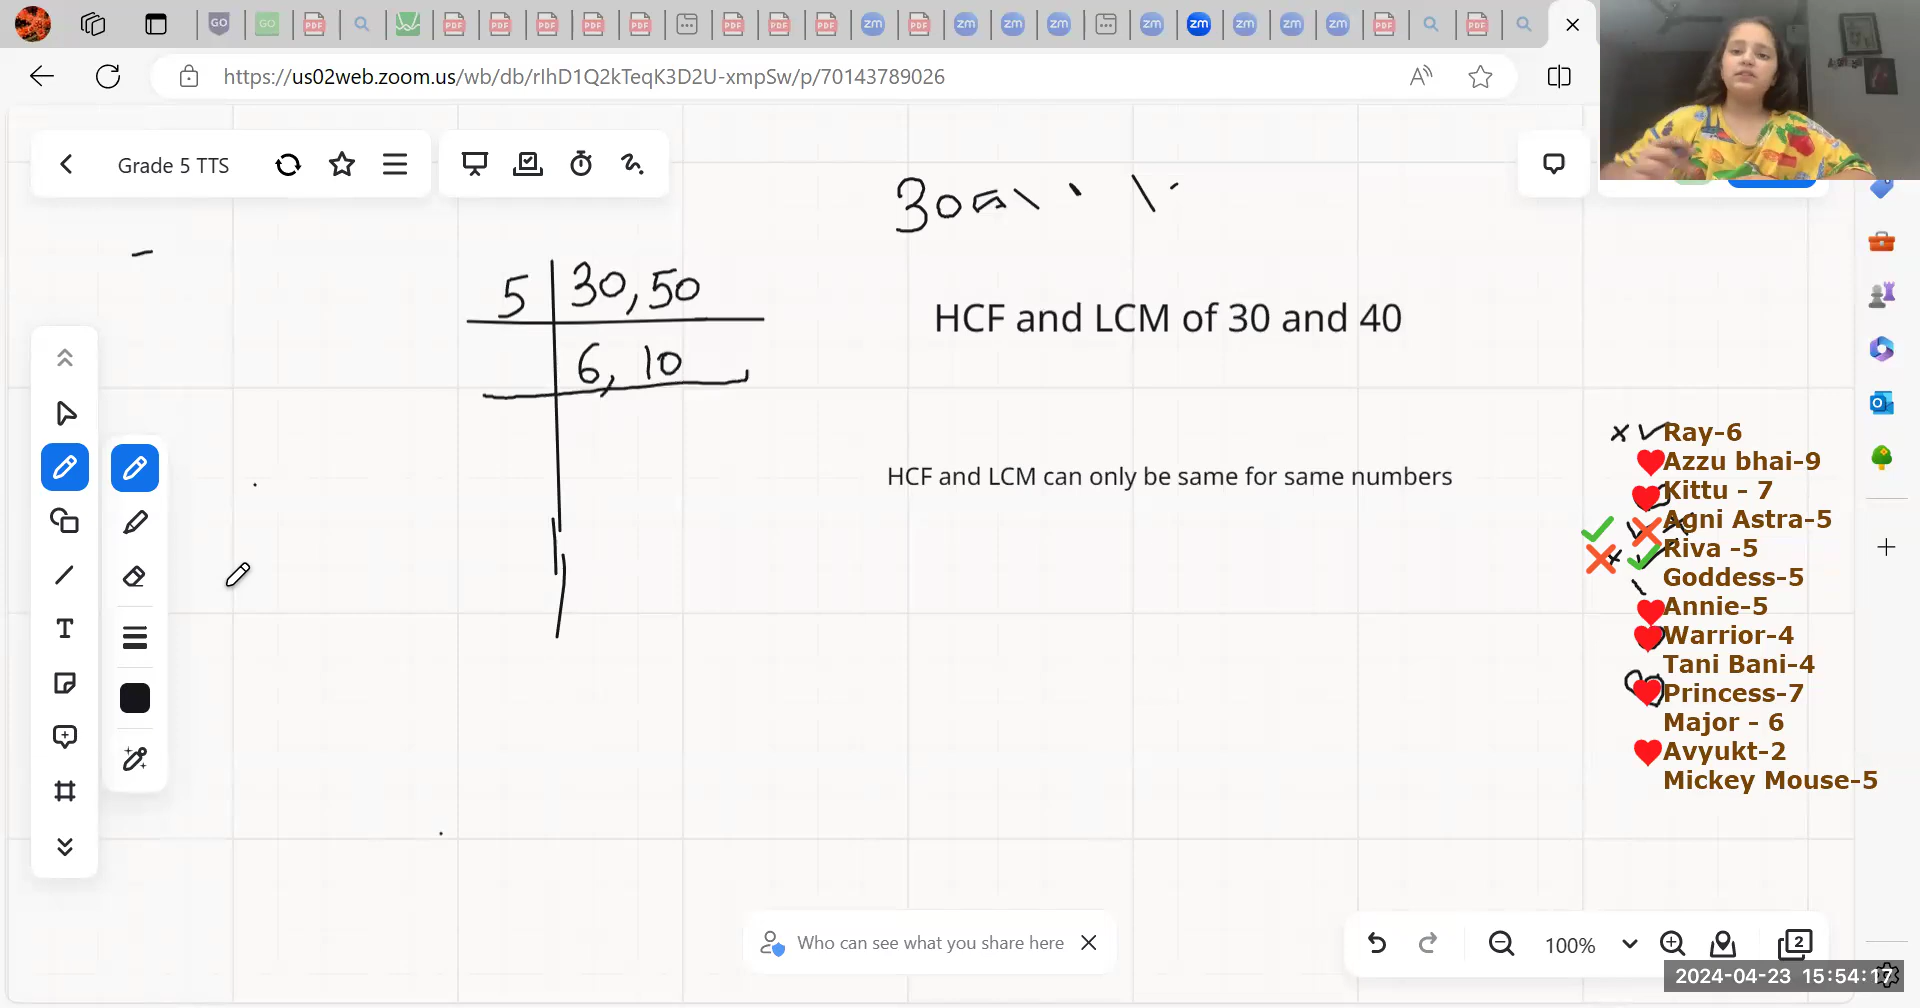 https://us02web.zoom.us/wb/db/rIhD1Q2kTeqK3D2U-xmpSw/p/70143789026
Grade 5 TTS
30
5 30, 50
6, 10
HCF and LCM of 30 and 40
HCF and LCM can only be same for same numbers
Ray-6
Azzu bhai-9
Kittu - 7
Agni Astra-5
Riva -5
Goddess-5
Annie-5
Warrior-4
Tani Bani-4
Princess-7
Major - 6
Avyukt-2
Mickey Mouse-5
Who can see what you share here
100%
2
2024-04-23 15:54:17